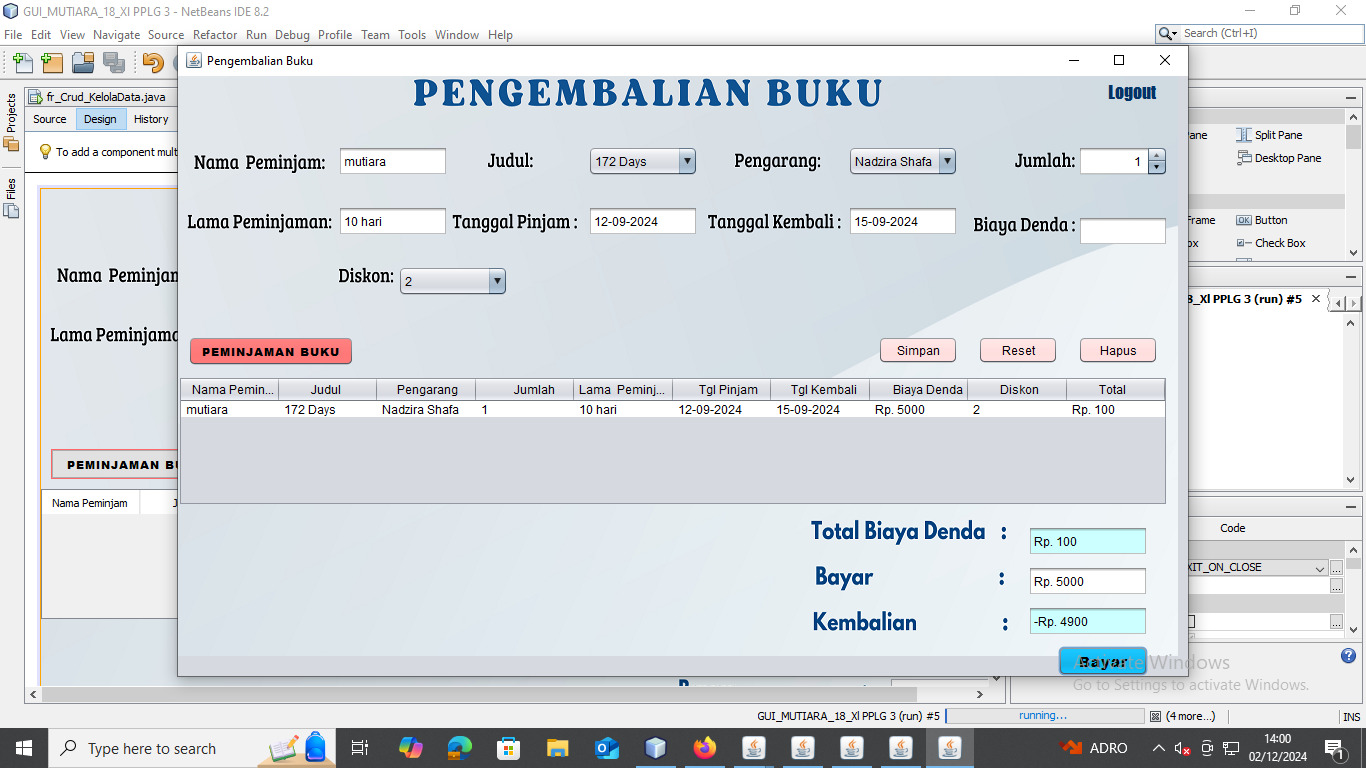 GUI_MUTIARA_18_XI PPLG 3 - NetBeans IDE 8.2
File Edit View Navigate Source Refactor Run Debug Profile Team Tools Window Help
Search (Ctrl+I)
Pengembalian Buku
Projects
Files
fr_Crud_KelolaData.java
Source Design History
To add a component mult
PENGEMBALIAN BUKU
Logout
Nama Peminjam: mutiara Judul: 172 Days Pengarang: Nadzira Shafa Jumlah: 1
Lama Peminjaman: 10 hari Tanggal Pinjam : 12-09-2024 Tanggal Kembali : 15-09-2024 Biaya Denda :
Diskon: 2
PEMINJAMAN BUKU Simpan Reset Hapus
Nama Pemin... Judul Pengarang Jumlah Lama Peminj... Tgl Pinjam Tgl Kembali Biaya Denda Diskon Total
mutiara 172 Days Nadzira Shafa 1 10 hari 12-09-2024 15-09-2024 Rp. 5000 2 Rp. 100
Total Biaya Denda : Rp. 100
Bayar : Rp. 5000
Kembalian : -Rp. 4900
Bayar
Nama Peminjam
Lama Peminjama
PEMINJAMAN BU
Nama Peminjam J
ane Split Pane
Desktop Pane
Frame OK Button
ox Check Box
8_XI PPLG 3 (run) #5
Code
XIT_ON_CLOSE
Activate Windows
Go to Settings to activate Windows.
GUI_MUTIARA_18_XI PPLG 3 (run) #5 running... (4 more...) INS
Type here to search
ADRO
14:00
02/12/2024
1